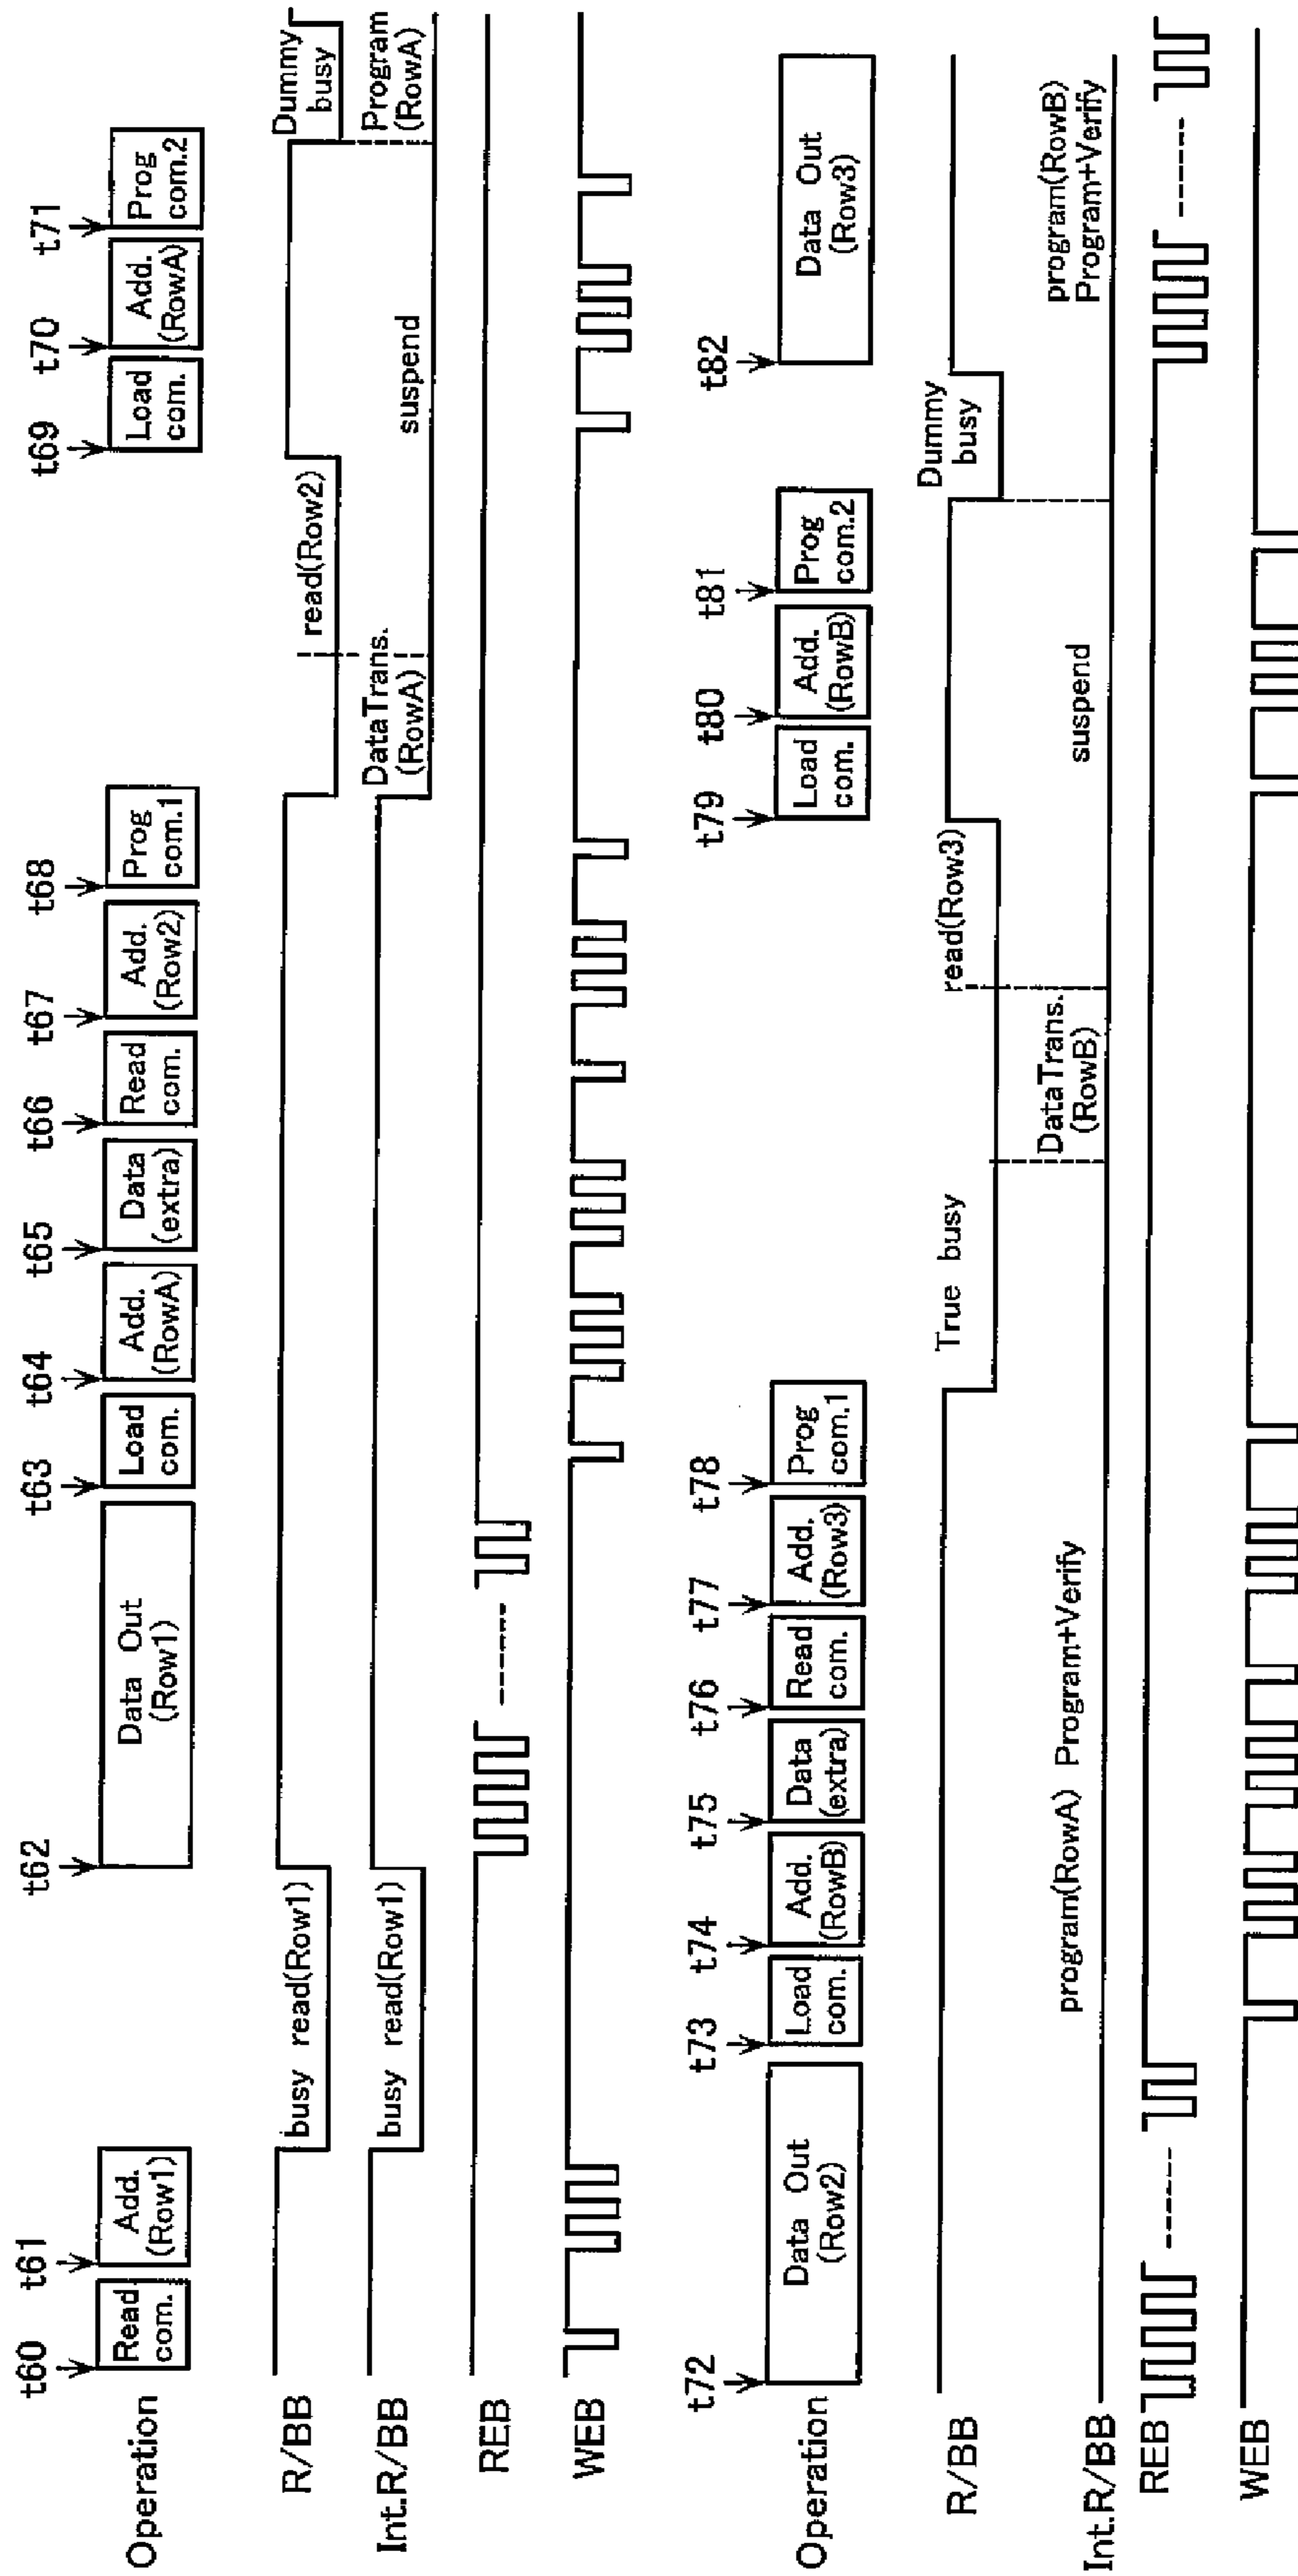 t60 t61 t62 t63 t64 t65 t66 t67 t68 t69 t70 t71
Operation
Read
com.
Add.
(Row1)
Data Out
(Row1)
Load
com.
Add.
(RowA)
Data
(extra)
Read
com.
Add.
(Row2)
Prog
com.1
Load
com.
Add.
(RowA)
Prog
com.2
R/BB
busy read(Row1)
read(Row2)
Dummy
busy
Int.R/BB
busy read(Row1)
DataTrans.
(RowA)
suspend
Program
(RowA)
REB
WEB
t72 t73 t74 t75 t76 t77 t78 t79 t80 t81 t82
Operation
Data Out
(Row2)
Load
com.
Add.
(RowB)
Data
(extra)
Read
com.
Add.
(Row3)
Prog
com.1
Load
com.
Add.
(RowB)
Prog
com.2
Data Out
(Row3)
R/BB
True busy
read(Row3)
Dummy
busy
Int.R/BB
program(RowA) Program+Verify
DataTrans.
(RowB)
suspend
program(RowB)
Program+Verify
REB
WEB